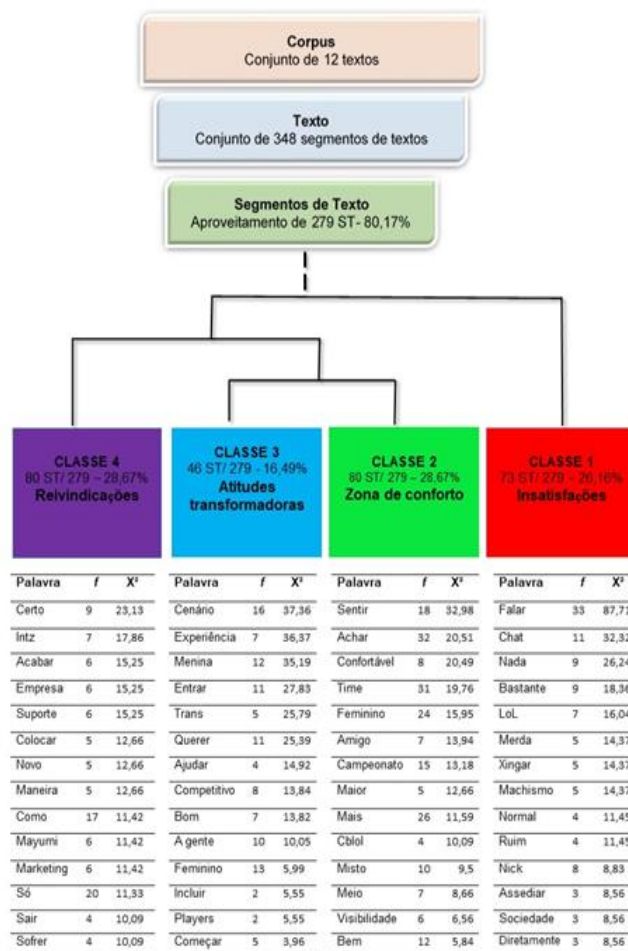 Corpus
Conjunto de 12 textos
Texto
Conjunto de 348 segmentos de textos
Segmentos de Texto
Aproveitamento de 279 ST- 80,17%
CLASSE 4
80 ST/ 279 – 28,67%
Reivindicações
CLASSE 3
46 ST/ 279 - 16,49%
Atitudes
transformadoras
CLASSE 2
80 ST/ 279 – 28,67%
Zona de conforto
CLASSE 1
73 ST/ 279 – 26,16%
Insatisfações
Palavra f X²
Certo 9 23,13
Intz 7 17,86
Acabar 6 15,25
Empresa 6 15,25
Suporte 6 15,25
Colocar 5 12,66
Novo 5 12,66
Maneira 5 12,66
Como 17 11,42
Mayumi 6 11,42
Marketing 6 11,42
Só 20 11,33
Sair 4 10,09
Sofrer 4 10,09
Palavra f X²
Cenário 16 37,36
Experiência 7 36,37
Menina 12 35,19
Entrar 11 27,83
Trans 5 25,79
Querer 11 25,39
Ajudar 4 14,92
Competitivo 8 13,84
Bom 7 13,82
A gente 10 10,05
Feminino 13 5,99
Incluir 2 5,55
Players 2 5,55
Começar 5 3,96
Palavra f X²
Sentir 18 32,98
Achar 32 20,51
Confortável 8 20,49
Time 31 19,76
Feminino 24 15,95
Amigo 7 13,94
Campeonato 15 13,18
Maior 5 12,66
Mais 26 11,59
Cblol 4 10,09
Misto 10 9,5
Meio 7 8,66
Visibilidade 6 6,56
Bem 12 5,84
Palavra f X²
Falar 33 87,71
Chat 11 32,32
Nada 9 26,24
Bastante 9 18,36
LoL 7 16,04
Merda 5 14,37
Xingar 5 14,37
Machismo 5 14,37
Normal 4 11,45
Ruim 4 11,45
Nick 8 8,83
Assediar 3 8,56
Sociedade 3 8,56
Diretamente 3 8,56